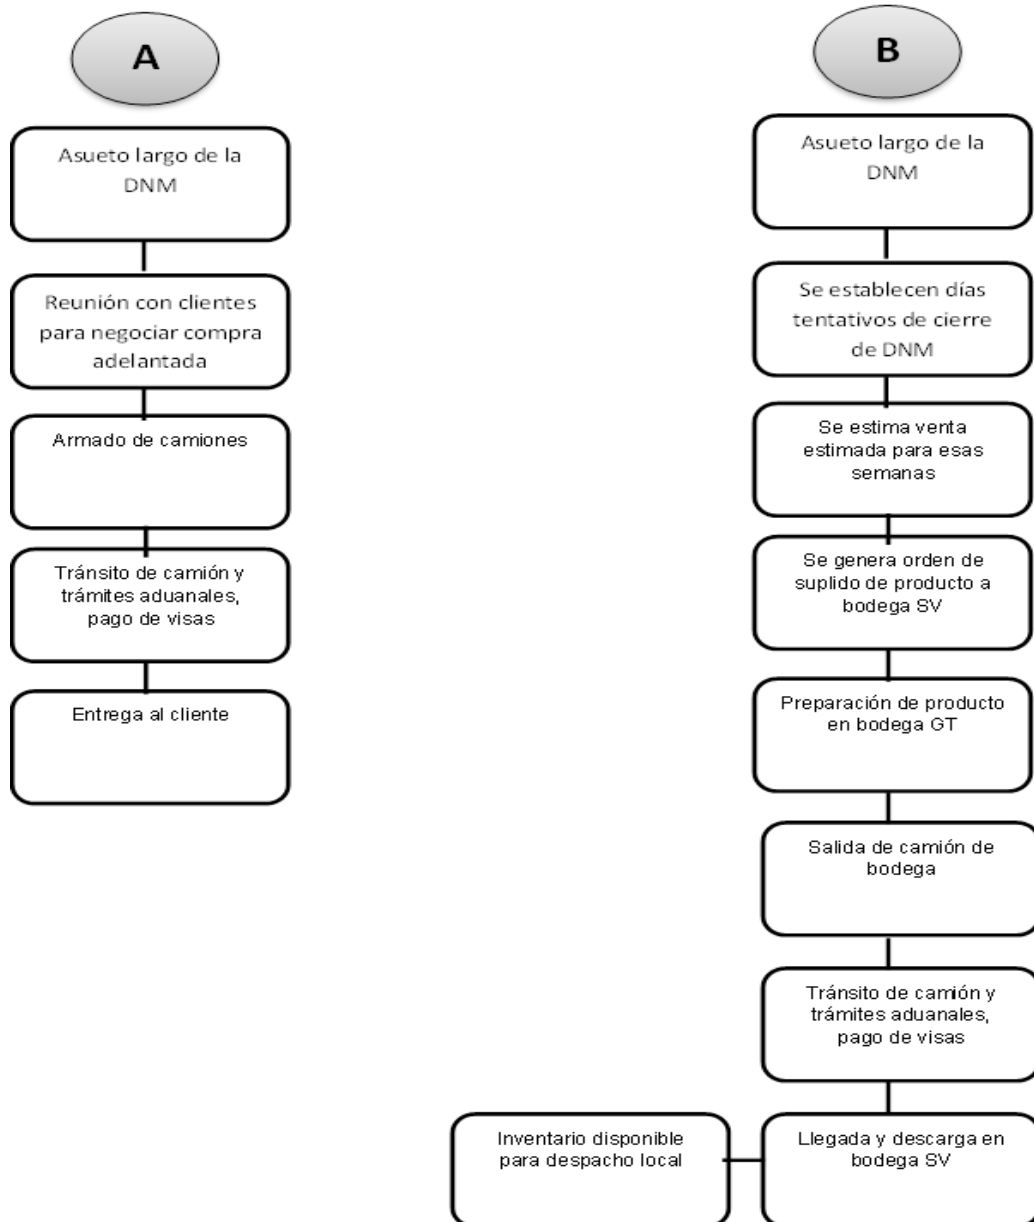 A
Asueto largo de la
DNM
Reunión con clientes
para negociar compra
adelantada
Armado de camiones
Tránsito de camión y
trámites aduanales,
pago de visas
Entrega al cliente
B
Asueto largo de la
DNM
Se establecen días
tentativos de cierre
de DNM
Se estima venta
estimada para esas
semanas
Se genera orden de
suplido de producto a
bodega SV
Preparación de producto
en bodega GT
Salida de camión de
bodega
Tránsito de camión y
trámites aduanales,
pago de visas
Llegada y descarga en
bodega SV
Inventario disponible
para despacho local